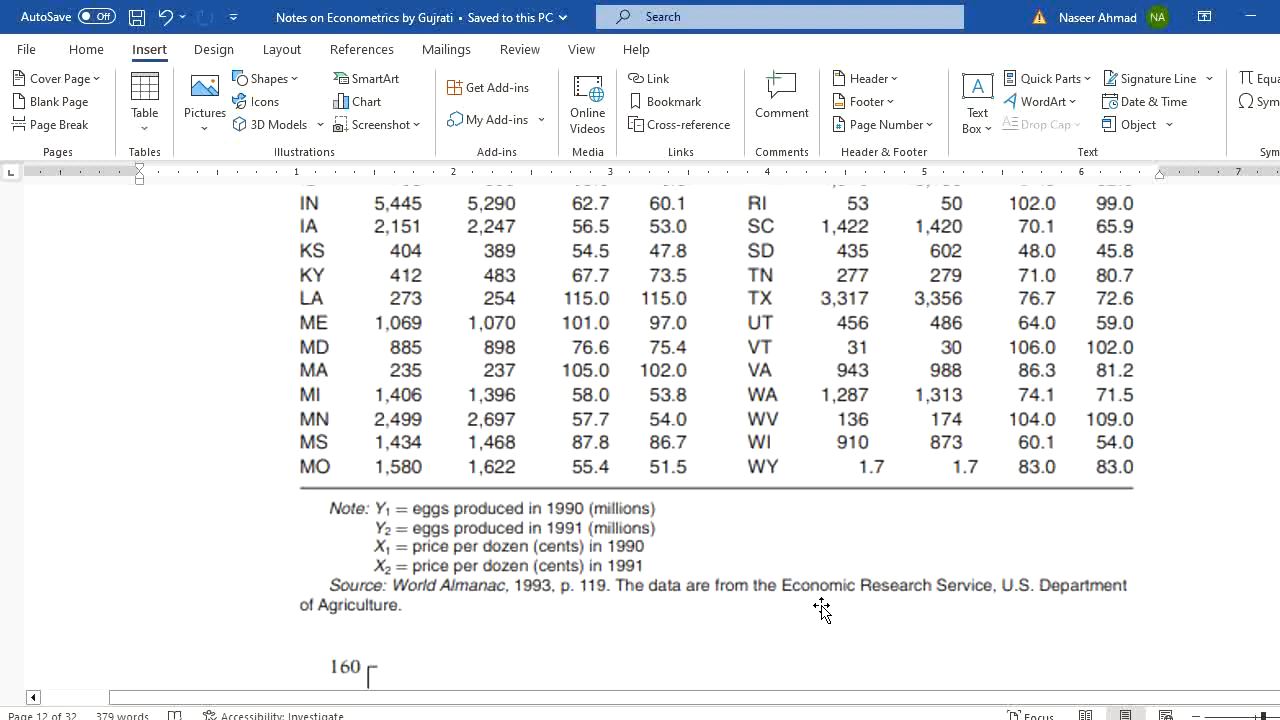 AutoSave Off Notes on Econometrics by Gujrati • Saved to this PC Search Naseer Ahmad NA
File Home Insert Design Layout References Mailings Review View Help
Cover Page Blank Page Page Break Pages
Table Tables
Pictures Shapes Icons 3D Models SmartArt Chart Screenshot Illustrations
Get Add-ins My Add-ins Add-ins
Online Videos Media
Link Bookmark Cross-reference Links
Comment Comments
Header Footer Page Number Header & Footer
Text Box Quick Parts WordArt Drop Cap Signature Line Date & Time Object Text
1 2 3 4 5 6 7
IN 5,445 5,290 62.7 60.1 RI 53 50 102.0 99.0
IA 2,151 2,247 56.5 53.0 SC 1,422 1,420 70.1 65.9
KS 404 389 54.5 47.8 SD 435 602 48.0 45.8
KY 412 483 67.7 73.5 TN 277 279 71.0 80.7
LA 273 254 115.0 115.0 TX 3,317 3,356 76.7 72.6
ME 1,069 1,070 101.0 97.0 UT 456 486 64.0 59.0
MD 885 898 76.6 75.4 VT 31 30 106.0 102.0
MA 235 237 105.0 102.0 VA 943 988 86.3 81.2
MI 1,406 1,396 58.0 53.8 WA 1,287 1,313 74.1 71.5
MN 2,499 2,697 57.7 54.0 WV 136 174 104.0 109.0
MS 1,434 1,468 87.8 86.7 WI 910 873 60.1 54.0
MO 1,580 1,622 55.4 51.5 WY 1.7 1.7 83.0 83.0
Note: Y₁ = eggs produced in 1990 (millions)
Y₂ = eggs produced in 1991 (millions)
X₁ = price per dozen (cents) in 1990
X₂ = price per dozen (cents) in 1991
Source: World Almanac, 1993, p. 119. The data are from the Economic Research Service, U.S. Department
of Agriculture.
160
Page 12 of 32 379 words Accessibility: Investigate Focus